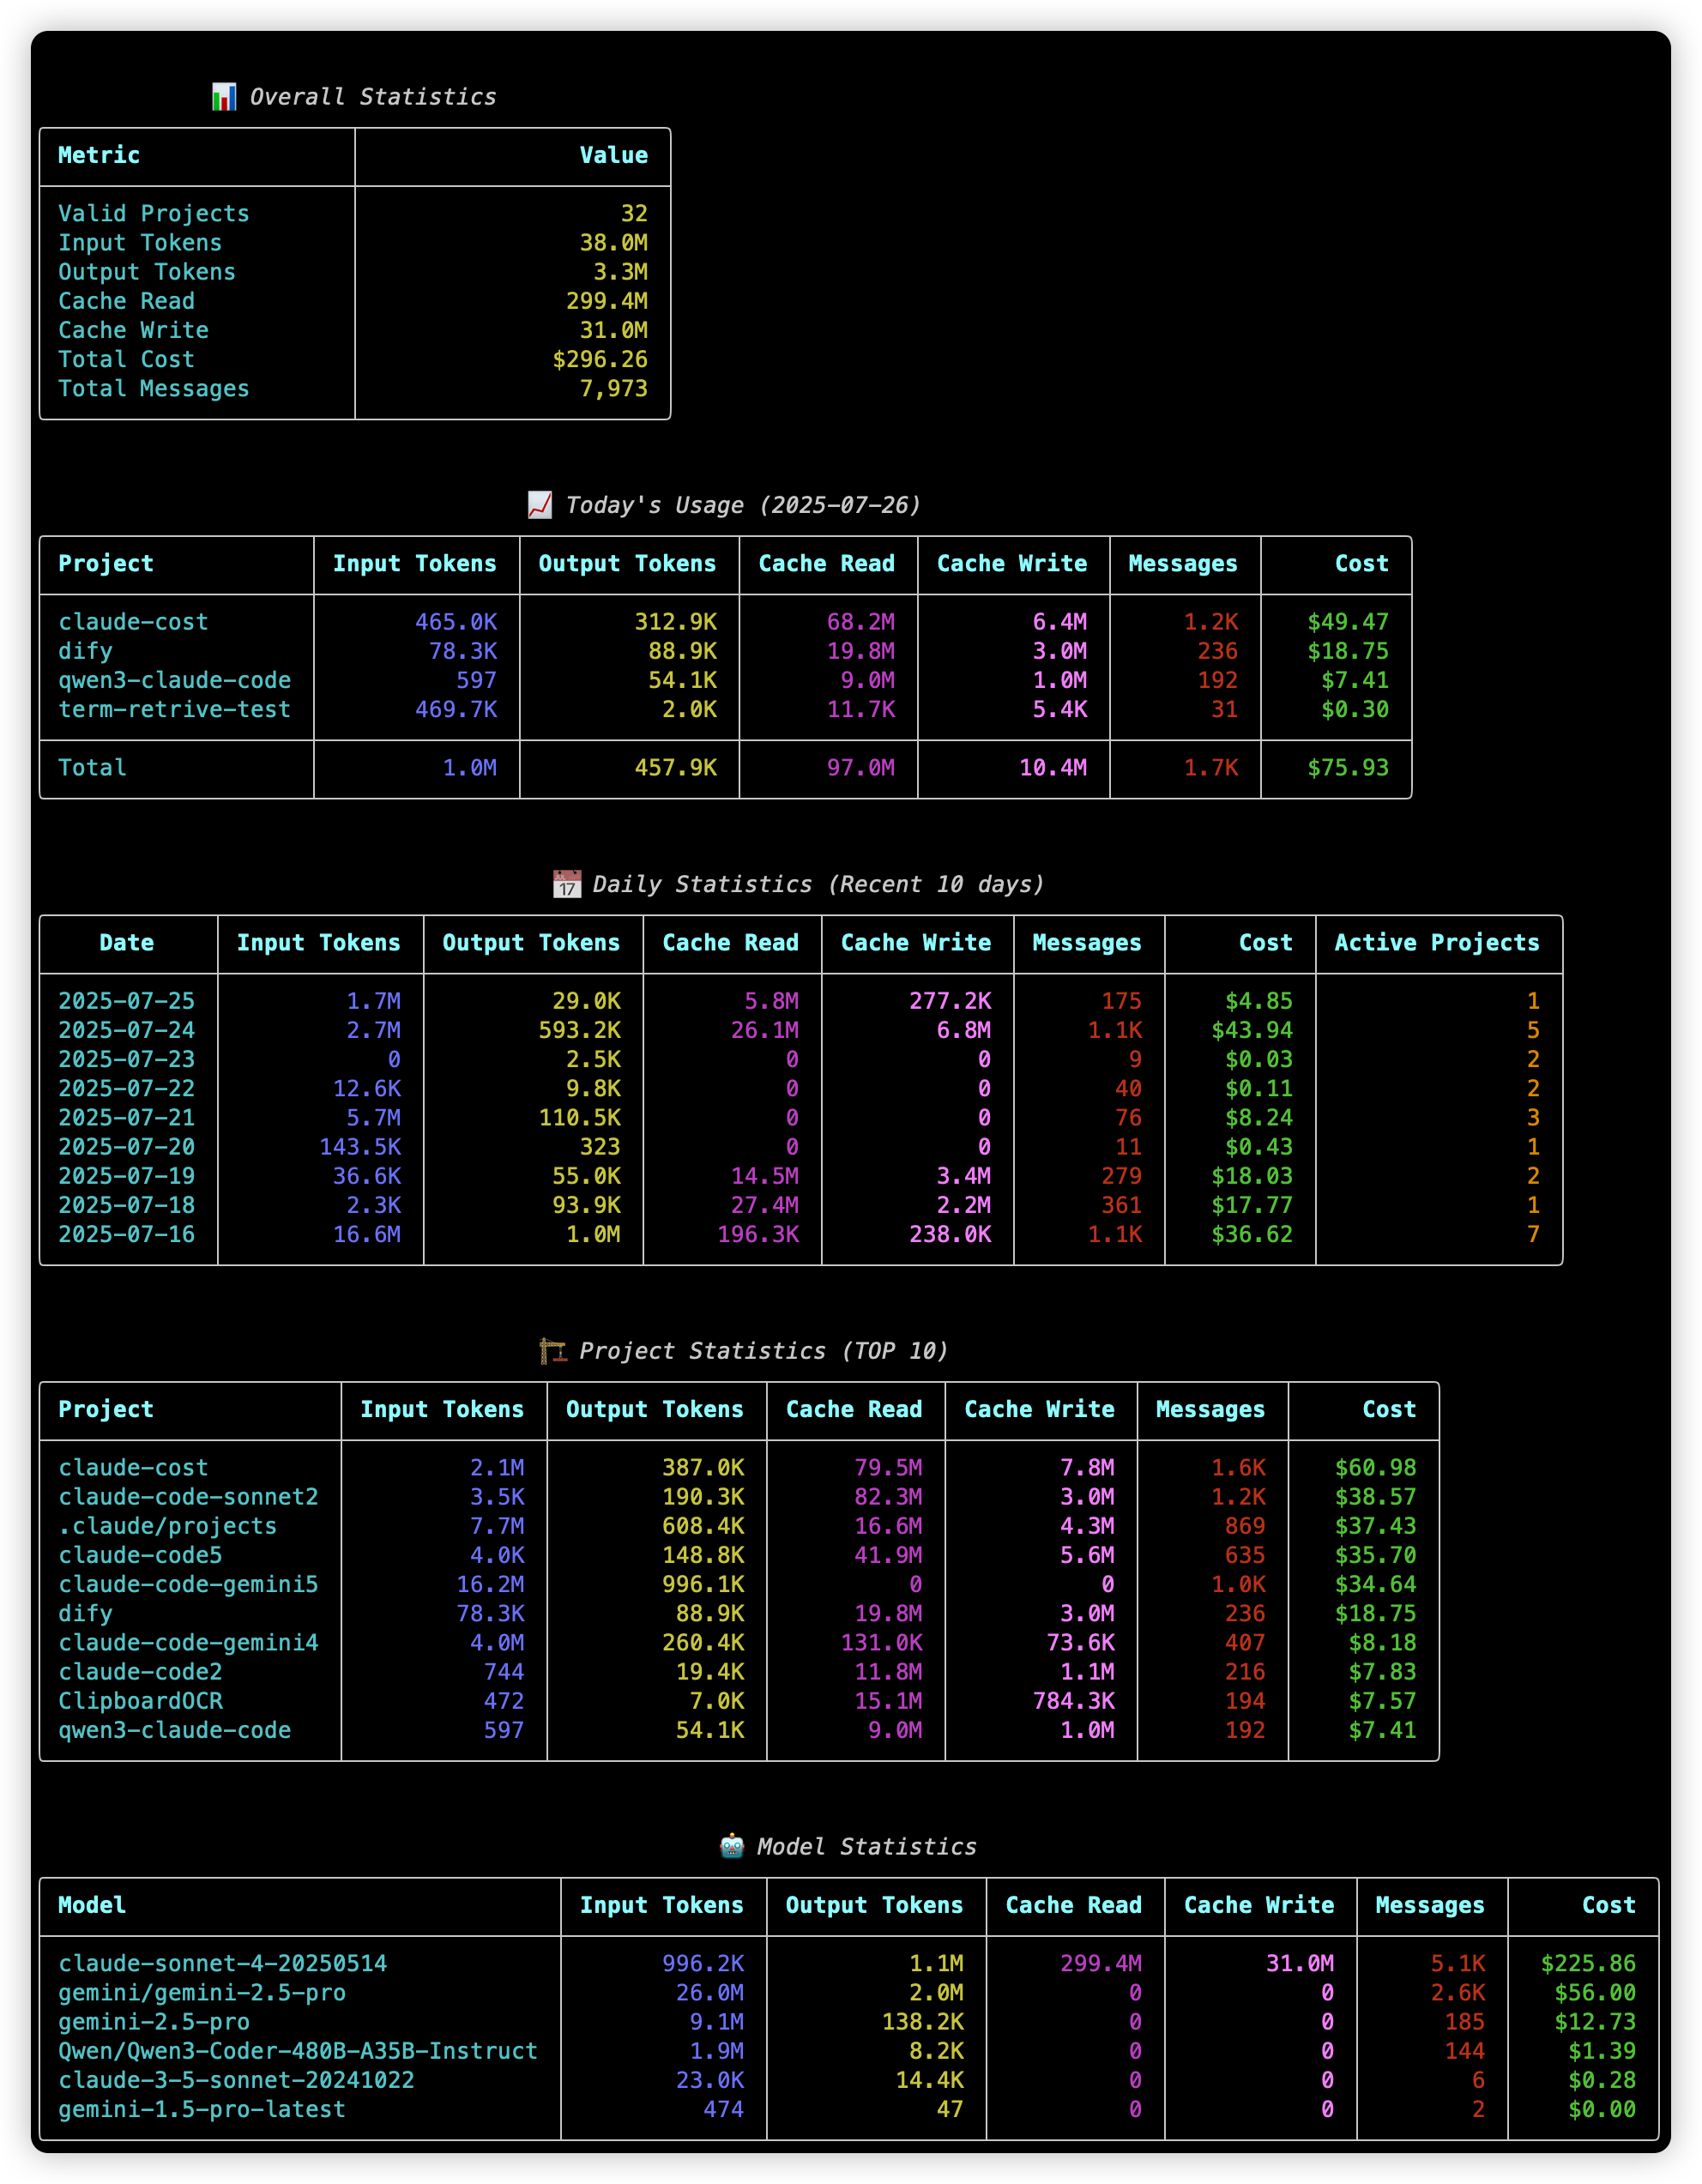 📊 Overall Statistics
Metric Value
Valid Projects 32
Input Tokens 38.0M
Output Tokens 3.3M
Cache Read 299.4M
Cache Write 31.0M
Total Cost $296.26
Total Messages 7,973
📈 Today's Usage (2025-07-26)
Project Input Tokens Output Tokens Cache Read Cache Write Messages Cost
claude-cost 465.0K 312.9K 68.2M 6.4M 1.2K $49.47
dify 78.3K 88.9K 19.8M 3.0M 236 $18.75
qwen3-claude-code 597 54.1K 9.0M 1.0M 192 $7.41
term-retrive-test 469.7K 2.0K 11.7K 5.4K 31 $0.30
Total 1.0M 457.9K 97.0M 10.4M 1.7K $75.93
📅 Daily Statistics (Recent 10 days)
Date Input Tokens Output Tokens Cache Read Cache Write Messages Cost Active Projects
2025-07-25 1.7M 29.0K 5.8M 277.2K 175 $4.85 1
2025-07-24 2.7M 593.2K 26.1M 6.8M 1.1K $43.94 5
2025-07-23 0 2.5K 0 0 9 $0.03 2
2025-07-22 12.6K 9.8K 0 0 40 $0.11 2
2025-07-21 5.7M 110.5K 0 0 76 $8.24 3
2025-07-20 143.5K 323 0 0 11 $0.43 1
2025-07-19 36.6K 55.0K 14.5M 3.4M 279 $18.03 2
2025-07-18 2.3K 93.9K 27.4M 2.2M 361 $17.77 1
2025-07-16 16.6M 1.0M 196.3K 238.0K 1.1K $36.62 7
🏗️ Project Statistics (TOP 10)
Project Input Tokens Output Tokens Cache Read Cache Write Messages Cost
claude-cost 2.1M 387.0K 79.5M 7.8M 1.6K $60.98
claude-code-sonnet2 3.5K 190.3K 82.3M 3.0M 1.2K $38.57
.claude/projects 7.7M 608.4K 16.6M 4.3M 869 $37.43
claude-code5 4.0K 148.8K 41.9M 5.6M 635 $35.70
claude-code-gemini5 16.2M 996.1K 0 0 1.0K $34.64
dify 78.3K 88.9K 19.8M 3.0M 236 $18.75
claude-code-gemini4 4.0M 260.4K 131.0K 73.6K 407 $8.18
claude-code2 744 19.4K 11.8M 1.1M 216 $7.83
ClipboardOCR 472 7.0K 15.1M 784.3K 194 $7.57
qwen3-claude-code 597 54.1K 9.0M 1.0M 192 $7.41
🤖 Model Statistics
Model Input Tokens Output Tokens Cache Read Cache Write Messages Cost
claude-sonnet-4-20250514 996.2K 1.1M 299.4M 31.0M 5.1K $225.86
gemini/gemini-2.5-pro 26.0M 2.0M 0 0 2.6K $56.00
gemini-2.5-pro 9.1M 138.2K 0 0 185 $12.73
Qwen/Qwen3-Coder-480B-A35B-Instruct 1.9M 8.2K 0 0 144 $1.39
claude-3-5-sonnet-20241022 23.0K 14.4K 0 0 6 $0.28
gemini-1.5-pro-latest 474 47 0 0 2 $0.00